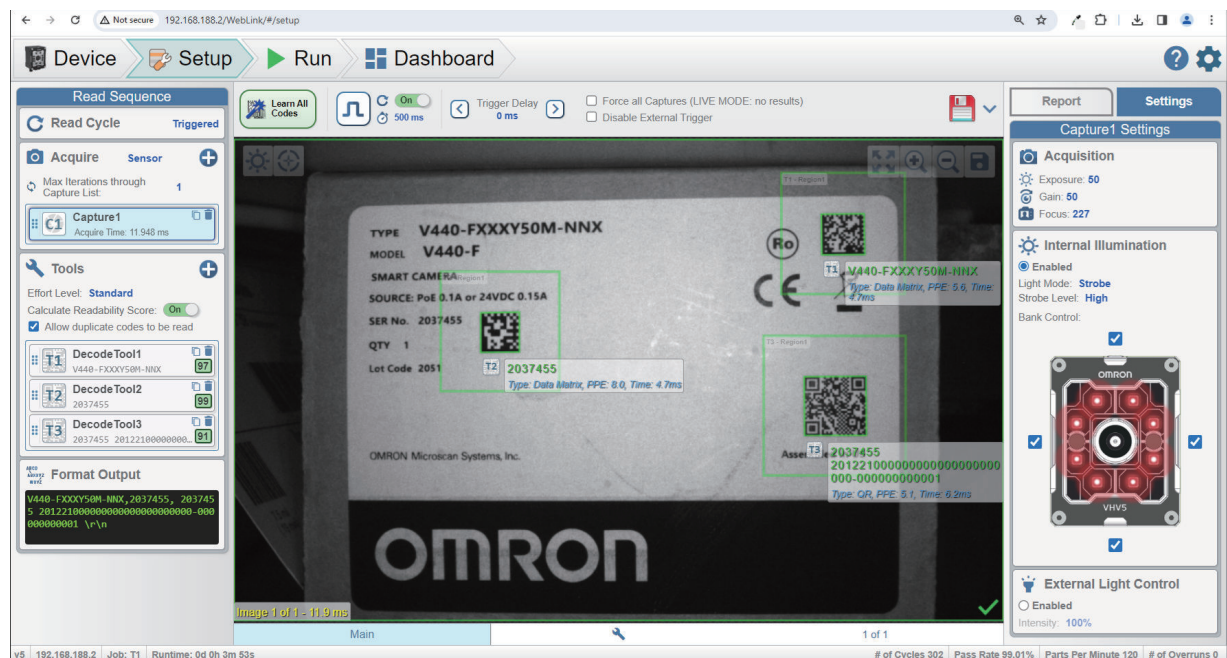 Not secure 192.168.188.2/WebLink/#/setup
Device Setup Run Dashboard
Read Sequence
Read Cycle Triggered
Acquire Sensor
Max Iterations through
Capture List: 1
C1 Capture1
Acquire Time: 11.948 ms
Tools
Effort Level: Standard
Calculate Readability Score: On
Allow duplicate codes to be read
T1 DecodeTool1
V440-FXXXY50M-NNX 97
T2 DecodeTool2
2037455 99
T3 DecodeTool3
2037455 20122100000000… 91
Format Output
V440-FXXXY50M-NNX,2037455, 203745
5 20122100000000000000000000-000
000000001 \r\n
Learn All
Codes
On
500 ms
Trigger Delay
0 ms
Force all Captures (LIVE MODE: no results)
Disable External Trigger
T1 - Region1
TYPE V440-FXXXY50M-NNX
MODEL V440-F
SMART CAMERA
Region1
SOURCE: PoE 0.1A or 24VDC 0.15A
SER No. 2037455
QTY 1
Lot Code 2051
Ro
CE
T1 V440-FXXXY50M-NNX
Type: Data Matrix, PPE: 5.6, Time:
4.7ms
T2 2037455
Type: Data Matrix, PPE: 8.0, Time: 4.7ms
T3 - Region1
OMRON Microscan Systems, Inc.
T3 2037455
20122100000000000000000
000-000000000001
Type: QR, PPE: 5.1, Time: 6.2ms
OMRON
Image 1 of 1 - 11.9 ms
Main 1 of 1
Report Settings
Capture1 Settings
Acquisition
Exposure: 50
Gain: 50
Focus: 227
Internal Illumination
Enabled
Light Mode: Strobe
Strobe Level: High
Bank Control:
OMRON
VHV5
External Light Control
Enabled
Intensity: 100%
v5 192.168.188.2 Job: T1 Runtime: 0d 0h 3m 53s # of Cycles 302 Pass Rate 99.01% Parts Per Minute 120 # of Overruns 0